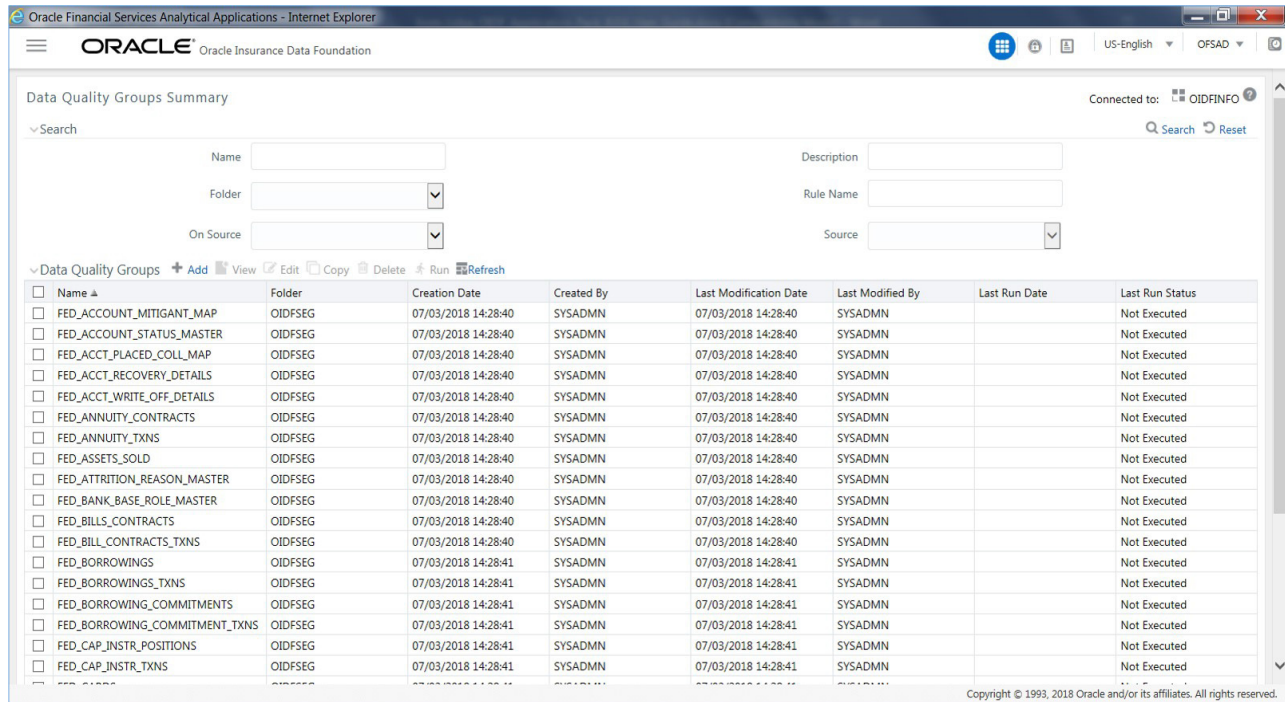 Oracle Financial Services Analytical Applications - Internet Explorer
ORACLE® Oracle Insurance Data Foundation US-English OFSAD
Data Quality Groups Summary Connected to: OIDFINFO
Search Search Reset
Name Description
Folder Rule Name
On Source Source
Data Quality Groups Add View Edit Copy Delete Run Refresh
Name Folder Creation Date Created By Last Modification Date Last Modified By Last Run Date Last Run Status
FED_ACCOUNT_MITIGANT_MAP OIDFSEG 07/03/2018 14:28:40 SYSADMN 07/03/2018 14:28:40 SYSADMN Not Executed
FED_ACCOUNT_STATUS_MASTER OIDFSEG 07/03/2018 14:28:40 SYSADMN 07/03/2018 14:28:40 SYSADMN Not Executed
FED_ACCT_PLACED_COLL_MAP OIDFSEG 07/03/2018 14:28:40 SYSADMN 07/03/2018 14:28:40 SYSADMN Not Executed
FED_ACCT_RECOVERY_DETAILS OIDFSEG 07/03/2018 14:28:40 SYSADMN 07/03/2018 14:28:40 SYSADMN Not Executed
FED_ACCT_WRITE_OFF_DETAILS OIDFSEG 07/03/2018 14:28:40 SYSADMN 07/03/2018 14:28:40 SYSADMN Not Executed
FED_ANNUITY_CONTRACTS OIDFSEG 07/03/2018 14:28:40 SYSADMN 07/03/2018 14:28:40 SYSADMN Not Executed
FED_ANNUITY_TXNS OIDFSEG 07/03/2018 14:28:40 SYSADMN 07/03/2018 14:28:40 SYSADMN Not Executed
FED_ASSETS_SOLD OIDFSEG 07/03/2018 14:28:40 SYSADMN 07/03/2018 14:28:40 SYSADMN Not Executed
FED_ATTRITION_REASON_MASTER OIDFSEG 07/03/2018 14:28:40 SYSADMN 07/03/2018 14:28:40 SYSADMN Not Executed
FED_BANK_BASE_ROLE_MASTER OIDFSEG 07/03/2018 14:28:40 SYSADMN 07/03/2018 14:28:40 SYSADMN Not Executed
FED_BILLS_CONTRACTS OIDFSEG 07/03/2018 14:28:40 SYSADMN 07/03/2018 14:28:40 SYSADMN Not Executed
FED_BILL_CONTRACTS_TXNS OIDFSEG 07/03/2018 14:28:40 SYSADMN 07/03/2018 14:28:40 SYSADMN Not Executed
FED_BORROWINGS OIDFSEG 07/03/2018 14:28:41 SYSADMN 07/03/2018 14:28:41 SYSADMN Not Executed
FED_BORROWINGS_TXNS OIDFSEG 07/03/2018 14:28:41 SYSADMN 07/03/2018 14:28:41 SYSADMN Not Executed
FED_BORROWING_COMMITMENTS OIDFSEG 07/03/2018 14:28:41 SYSADMN 07/03/2018 14:28:41 SYSADMN Not Executed
FED_BORROWING_COMMITMENT_TXNS OIDFSEG 07/03/2018 14:28:41 SYSADMN 07/03/2018 14:28:41 SYSADMN Not Executed
FED_CAP_INSTR_POSITIONS OIDFSEG 07/03/2018 14:28:41 SYSADMN 07/03/2018 14:28:41 SYSADMN Not Executed
FED_CAP_INSTR_TXNS OIDFSEG 07/03/2018 14:28:41 SYSADMN 07/03/2018 14:28:41 SYSADMN Not Executed
Copyright © 1993, 2018 Oracle and/or its affiliates. All rights reserved.